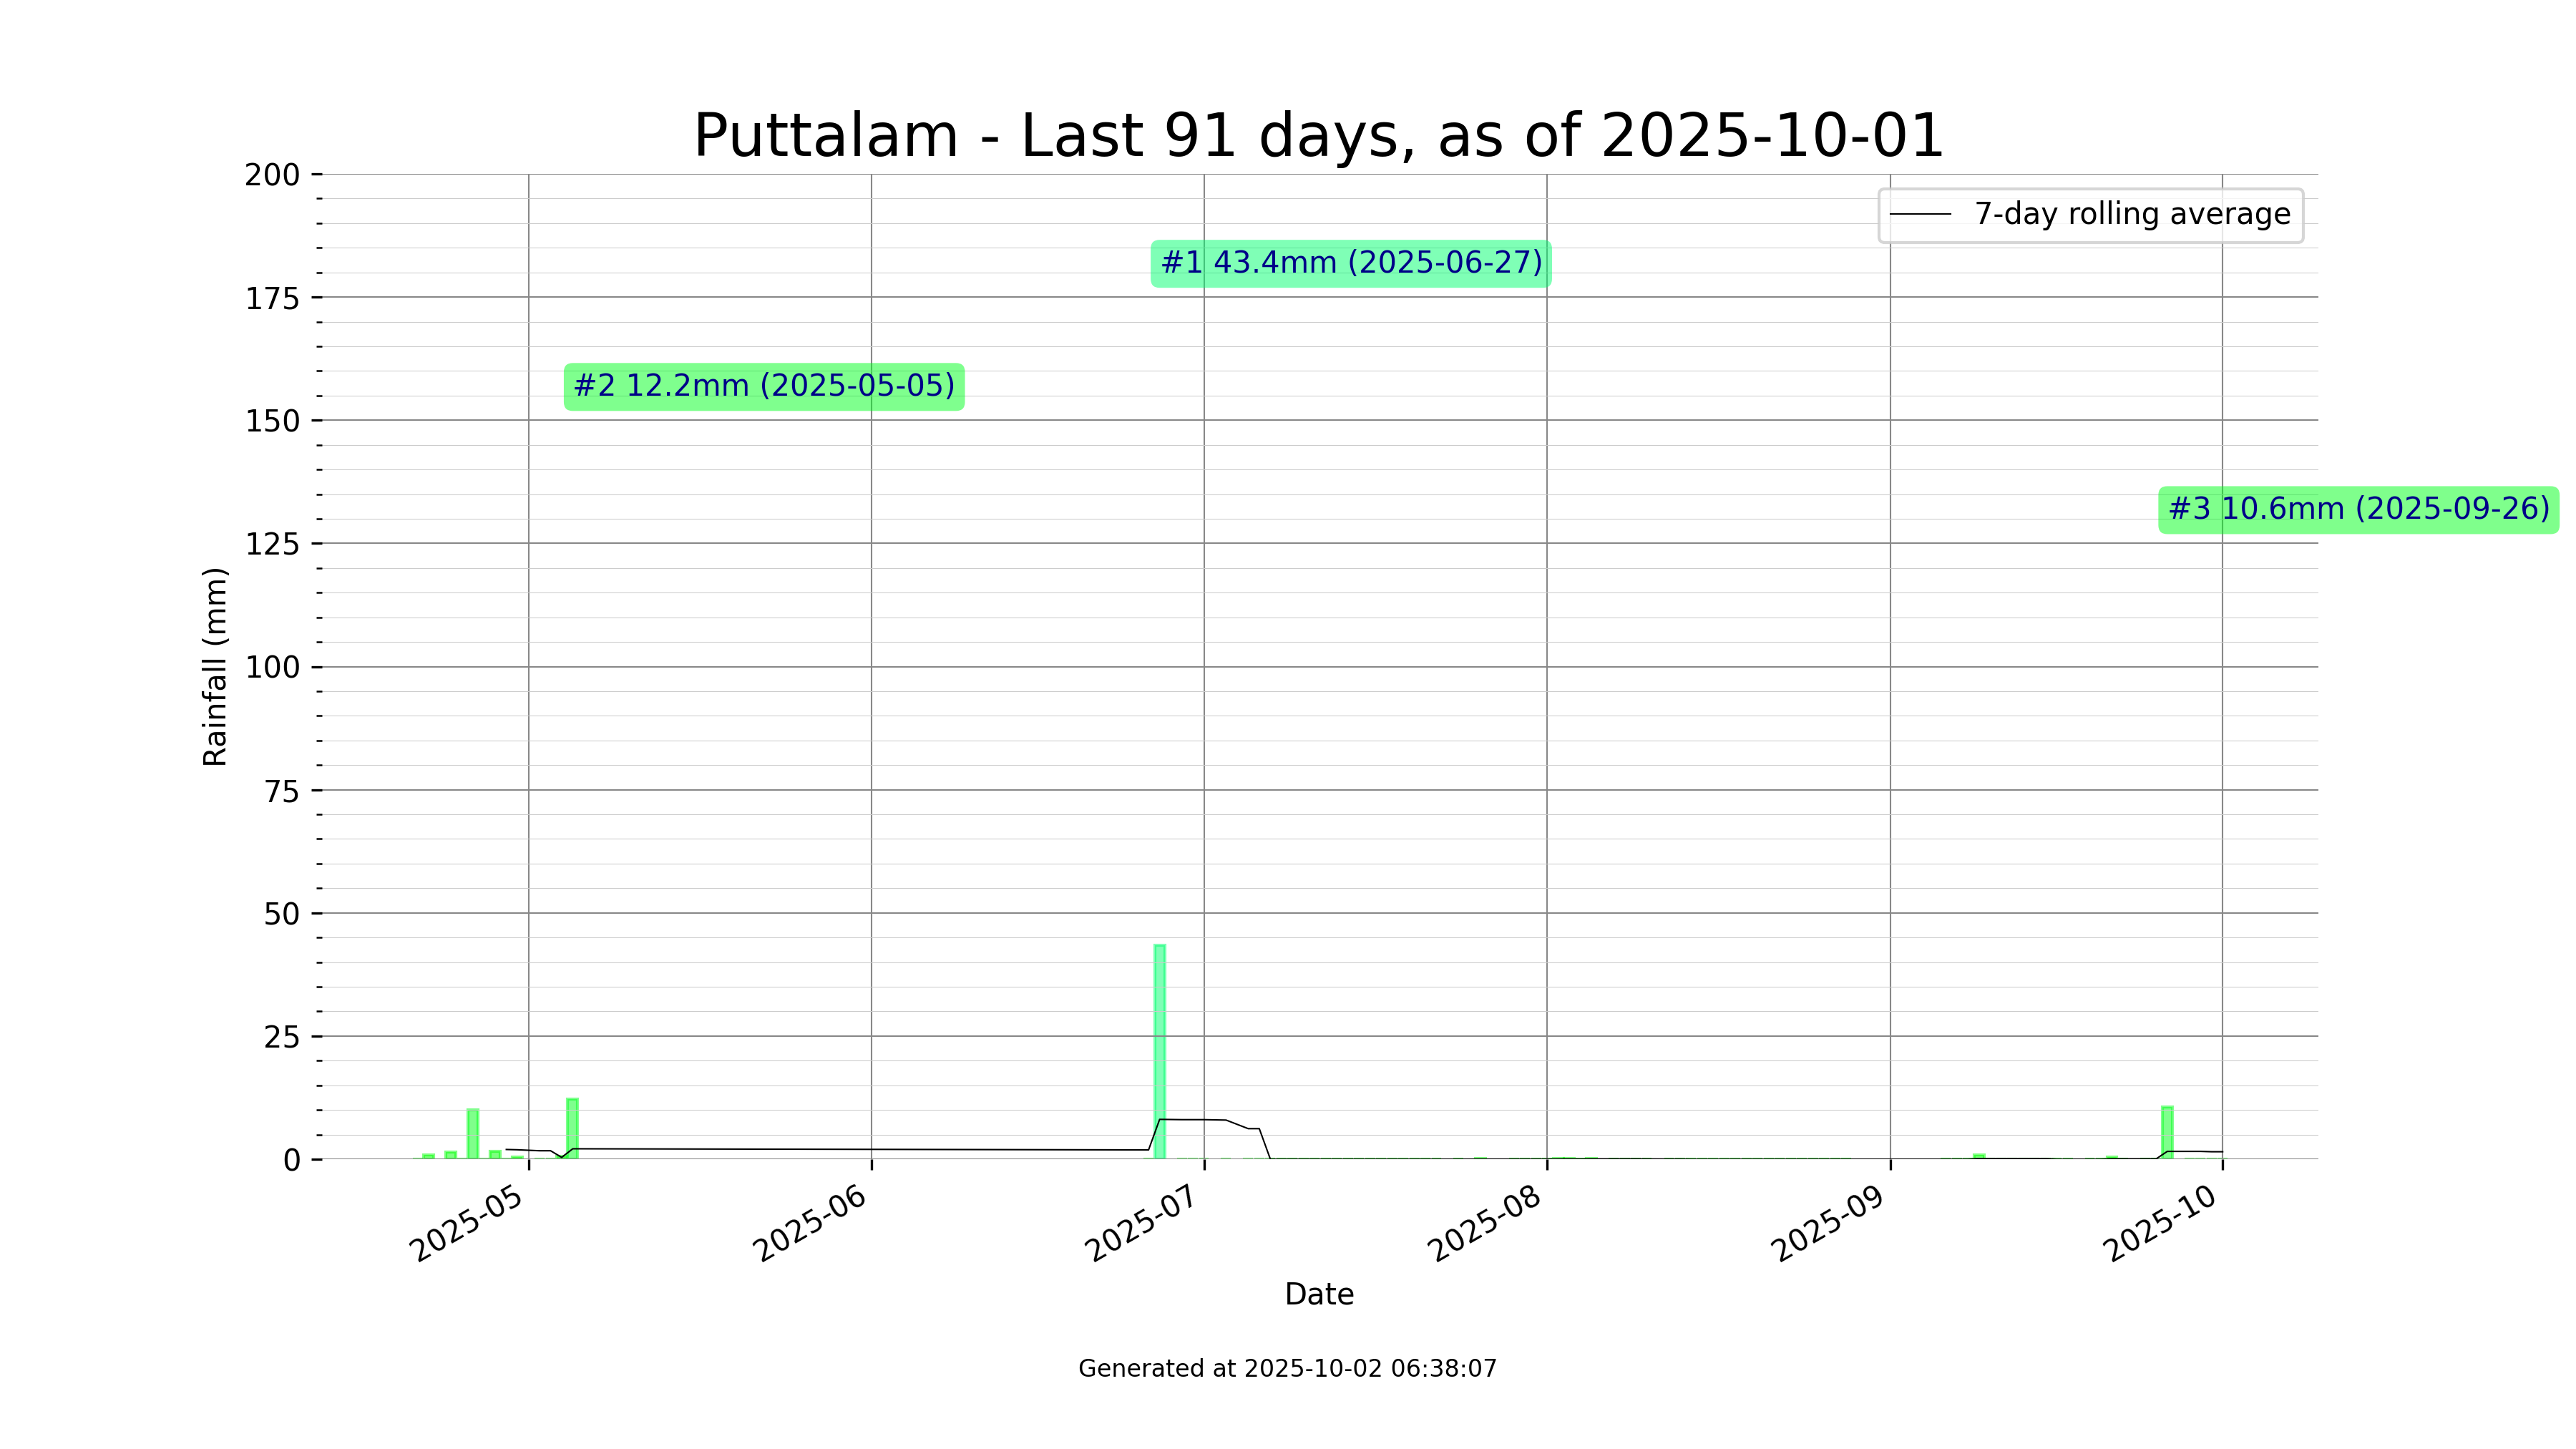 Puttalam - Last 91 days, as of 2025-10-01
7-day rolling average
#1 43.4mm (2025-06-27)
#2 12.2mm (2025-05-05)
#3 10.6mm (2025-09-26)
Rainfall (mm)
200
175
150
125
100
75
50
25
0
2025-05
2025-06
2025-07
2025-08
2025-09
2025-10
Date
Generated at 2025-10-02 06:38:07